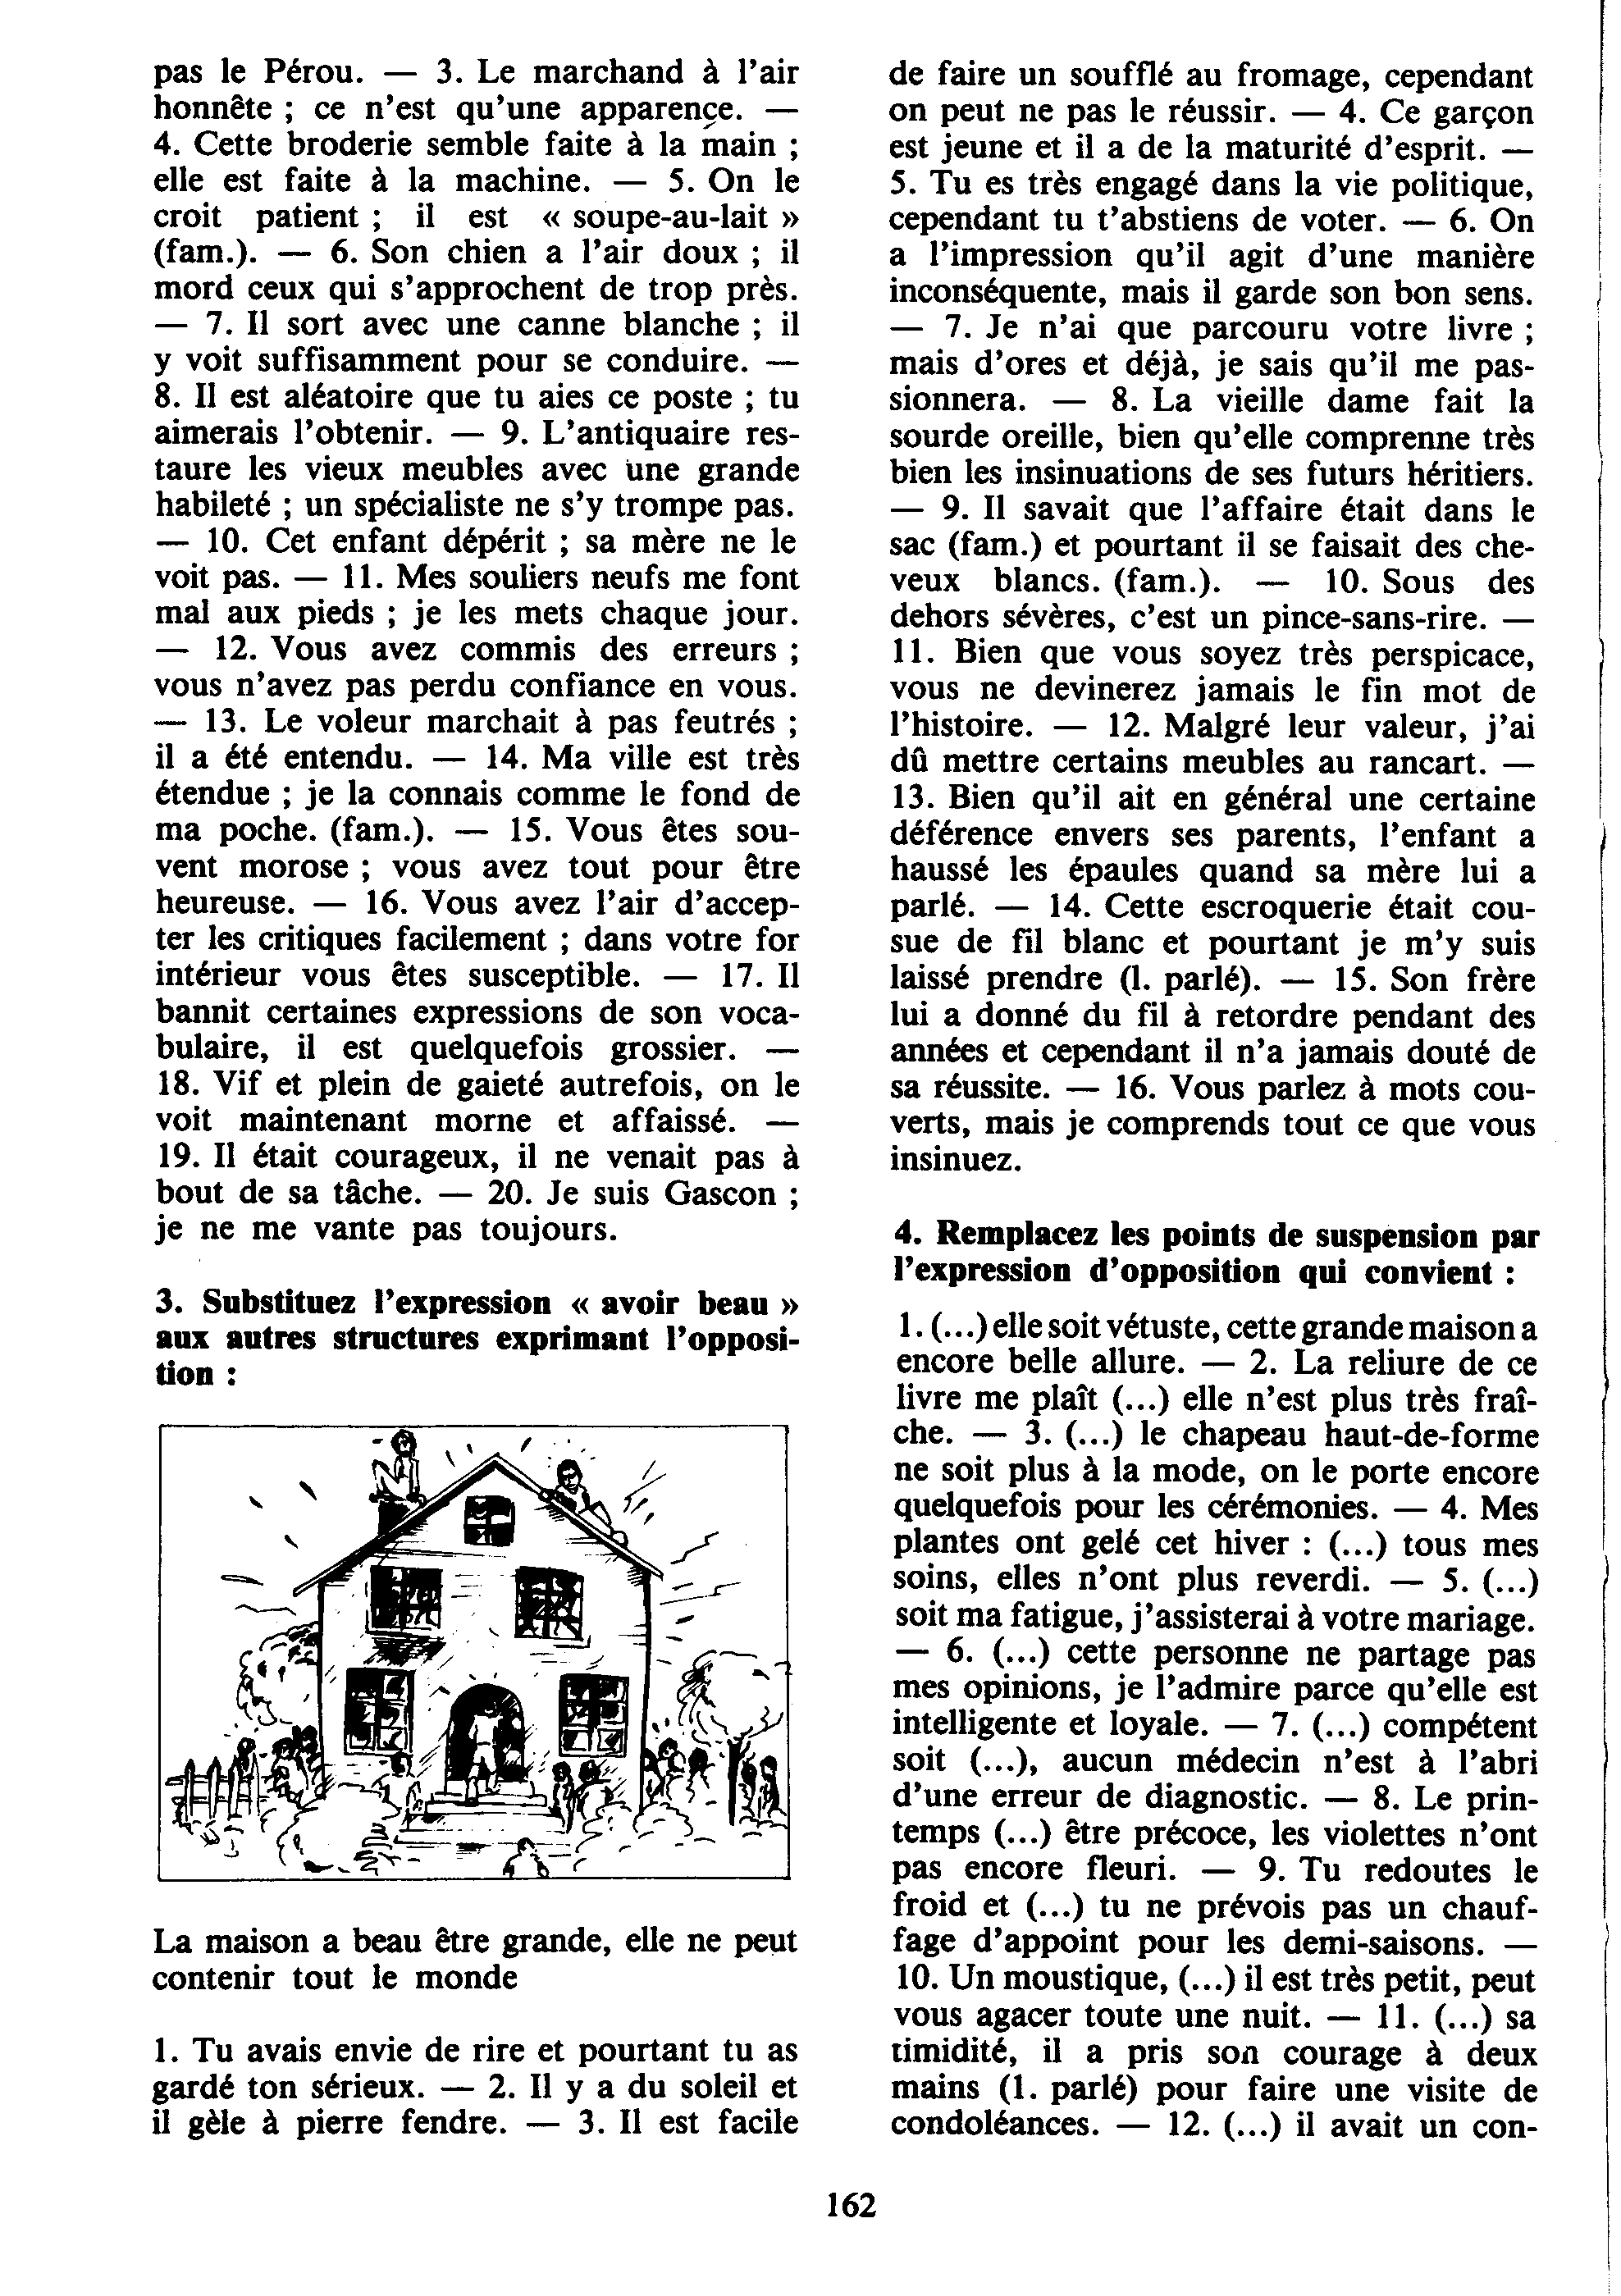 pas le Pérou. — 3. Le marchand à l'air
honnête ; ce n'est qu'une apparence. —
4. Cette broderie semble faite à la main ;
elle est faite à la machine. — 5. On le
croit patient ; il est « soupe-au-lait »
(fam.). — 6. Son chien a l'air doux ; il
mord ceux qui s'approchent de trop près.
— 7. Il sort avec une canne blanche ; il
y voit suffisamment pour se conduire. —
8. Il est aléatoire que tu aies ce poste ; tu
aimerais l'obtenir. — 9. L'antiquaire res-
taure les vieux meubles avec une grande
habileté ; un spécialiste ne s'y trompe pas.
— 10. Cet enfant dépérit ; sa mère ne le
voit pas. — 11. Mes souliers neufs me font
mal aux pieds ; je les mets chaque jour.
— 12. Vous avez commis des erreurs ;
vous n'avez pas perdu confiance en vous.
— 13. Le voleur marchait à pas feutrés ;
il a été entendu. — 14. Ma ville est très
étendue ; je la connais comme le fond de
ma poche. (fam.). — 15. Vous êtes sou-
vent morose ; vous avez tout pour être
heureuse. — 16. Vous avez l'air d'accep-
ter les critiques facilement ; dans votre for
intérieur vous êtes susceptible. — 17. Il
bannit certaines expressions de son voca-
bulaire, il est quelquefois grossier. —
18. Vif et plein de gaieté autrefois, on le
voit maintenant morne et affaissé. —
19. Il était courageux, il ne venait pas à
bout de sa tâche. — 20. Je suis Gascon ;
je ne me vante pas toujours.
3. Substituez l'expression « avoir beau »
aux autres structures exprimant l'opposi-
tion :
La maison a beau être grande, elle ne peut
contenir tout le monde
1. Tu avais envie de rire et pourtant tu as
gardé ton sérieux. — 2. Il y a du soleil et
il gèle à pierre fendre. — 3. Il est facile
de faire un soufflé au fromage, cependant
on peut ne pas le réussir. — 4. Ce garçon
est jeune et il a de la maturité d'esprit. —
5. Tu es très engagé dans la vie politique,
cependant tu t'abstiens de voter. — 6. On
a l'impression qu'il agit d'une manière
inconséquente, mais il garde son bon sens.
— 7. Je n'ai que parcouru votre livre ;
mais d'ores et déjà, je sais qu'il me pas-
sionnera. — 8. La vieille dame fait la
sourde oreille, bien qu'elle comprenne très
bien les insinuations de ses futurs héritiers.
— 9. Il savait que l'affaire était dans le
sac (fam.) et pourtant il se faisait des che-
veux blancs. (fam.). — 10. Sous des
dehors sévères, c'est un pince-sans-rire. —
11. Bien que vous soyez très perspicace,
vous ne devinerez jamais le fin mot de
l'histoire. — 12. Malgré leur valeur, j'ai
dû mettre certains meubles au rancart. —
13. Bien qu'il ait en général une certaine
déférence envers ses parents, l'enfant a
haussé les épaules quand sa mère lui a
parlé. — 14. Cette escroquerie était cou-
sue de fil blanc et pourtant je m'y suis
laissé prendre (l. parlé). — 15. Son frère
lui a donné du fil à retordre pendant des
années et cependant il n'a jamais douté de
sa réussite. — 16. Vous parlez à mots cou-
verts, mais je comprends tout ce que vous
insinuez.
4. Remplacez les points de suspension par
l'expression d'opposition qui convient :
1. (...) elle soit vétuste, cette grande maison a
encore belle allure. — 2. La reliure de ce
livre me plaît (...) elle n'est plus très fraî-
che. — 3. (...) le chapeau haut-de-forme
ne soit plus à la mode, on le porte encore
quelquefois pour les cérémonies. — 4. Mes
plantes ont gelé cet hiver : (...) tous mes
soins, elles n'ont plus reverdi. — 5. (...)
soit ma fatigue, j'assisterai à votre mariage.
— 6. (...) cette personne ne partage pas
mes opinions, je l'admire parce qu'elle est
intelligente et loyale. — 7. (...) compétent
soit (...), aucun médecin n'est à l'abri
d'une erreur de diagnostic. — 8. Le prin-
temps (...) être précoce, les violettes n'ont
pas encore fleuri. — 9. Tu redoutes le
froid et (...) tu ne prévois pas un chauf-
fage d'appoint pour les demi-saisons. —
10. Un moustique, (...) il est très petit, peut
vous agacer toute une nuit. — 11. (...) sa
timidité, il a pris son courage à deux
mains (l. parlé) pour faire une visite de
condoléances. — 12. (...) il avait un con-
162